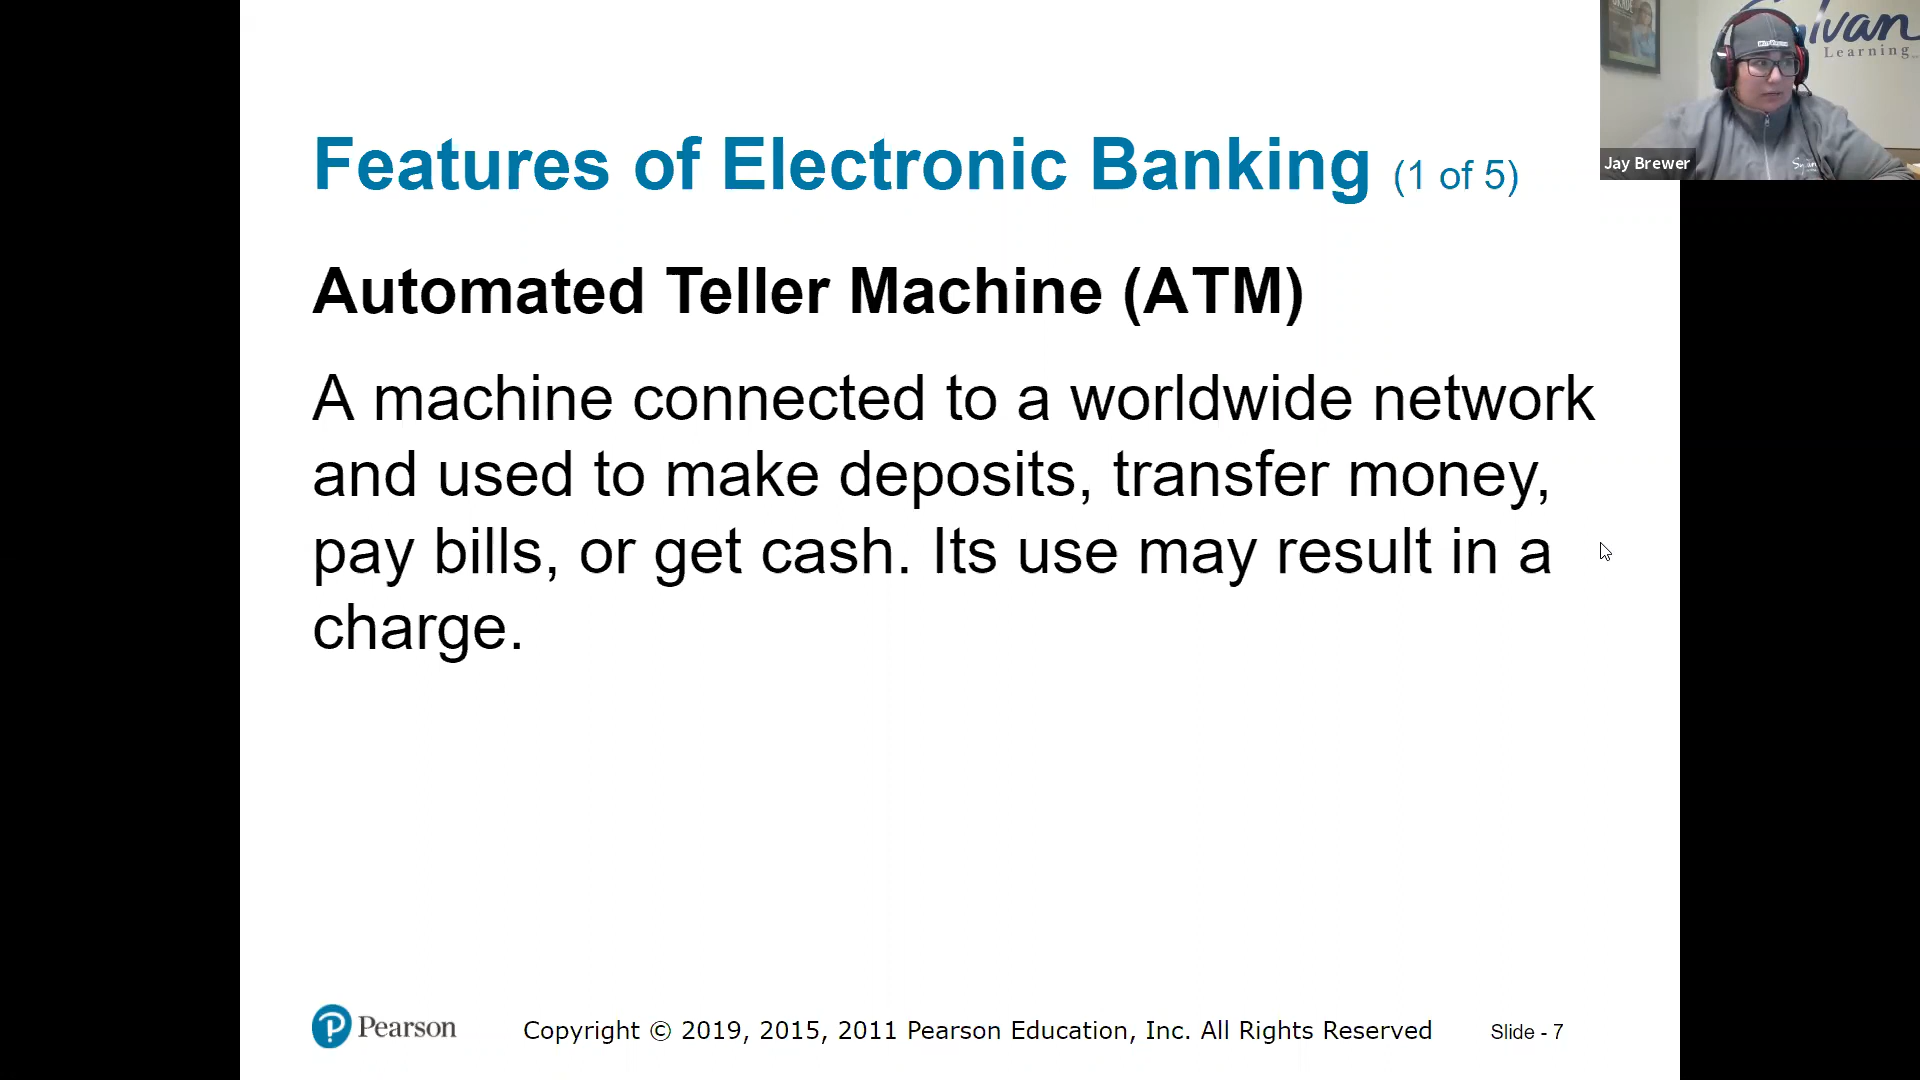 Features of Electronic Banking (1 of 5)
Automated Teller Machine (ATM)
A machine connected to a worldwide network
and used to make deposits, transfer money,
pay bills, or get cash. Its use may result in a
charge.
Pearson
Copyright © 2019, 2015, 2011 Pearson Education, Inc. All Rights Reserved
Slide - 7
Sylvan
Learning
Jay Brewer